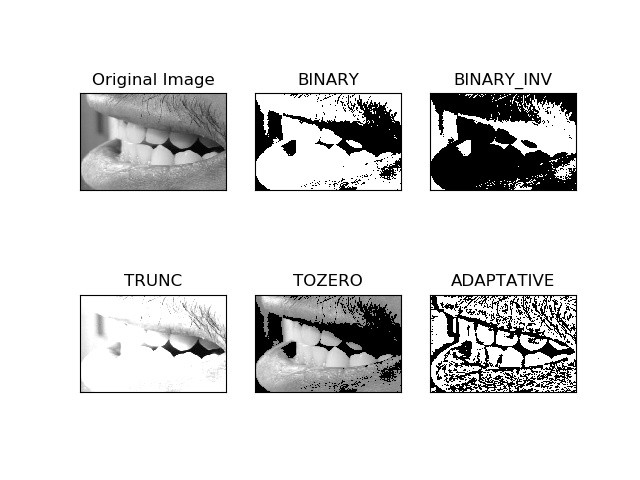 Original Image
BINARY
BINARY_INV
TRUNC
TOZERO
ADAPTATIVE